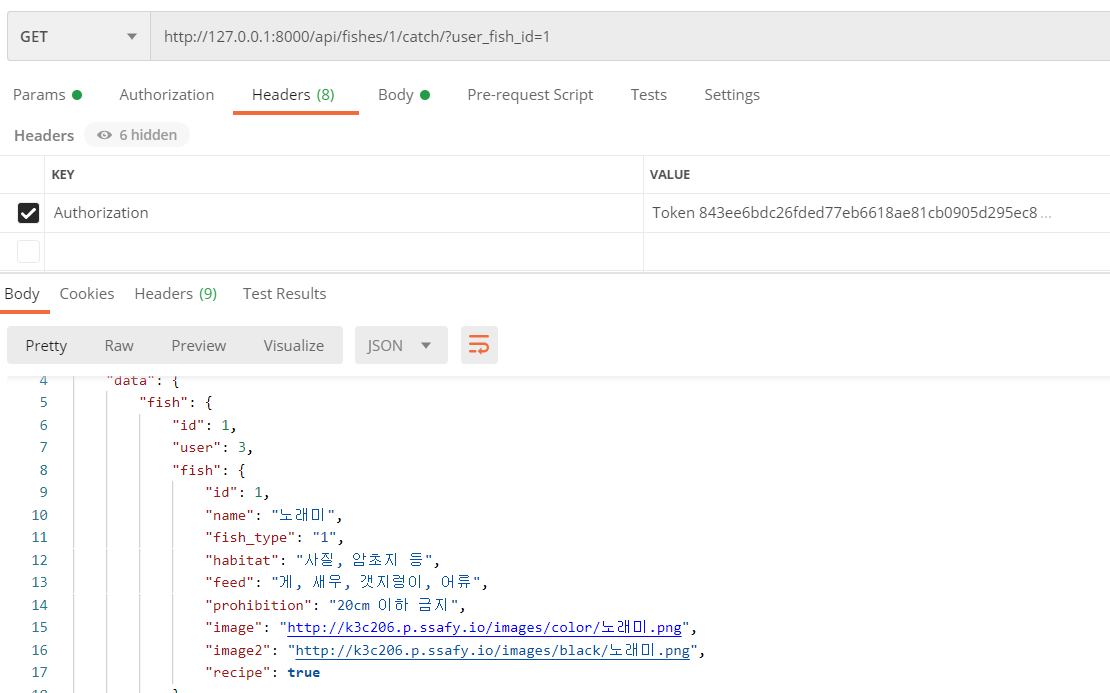 GET http://127.0.0.1:8000/api/fishes/1/catch/?user_fish_id=1
Params Authorization Headers (8) Body Pre-request Script Tests Settings
Headers 6 hidden
KEY VALUE
Authorization Token 843ee6bdc26fded77eb6618ae81cb0905d295ec8 ...
Body Cookies Headers (9) Test Results
Pretty Raw Preview Visualize JSON
4 "data": {
5 "fish": {
6 "id": 1,
7 "user": 3,
8 "fish": {
9 "id": 1,
10 "name": "노래미",
11 "fish_type": "1",
12 "habitat": "사질, 암초지 등",
13 "feed": "게, 새우, 갯지렁이, 어류",
14 "prohibition": "20cm 이하 금지",
15 "image": "http://k3c206.p.ssafy.io/images/color/노래미.png",
16 "image2": "http://k3c206.p.ssafy.io/images/black/노래미.png",
17 "recipe": true